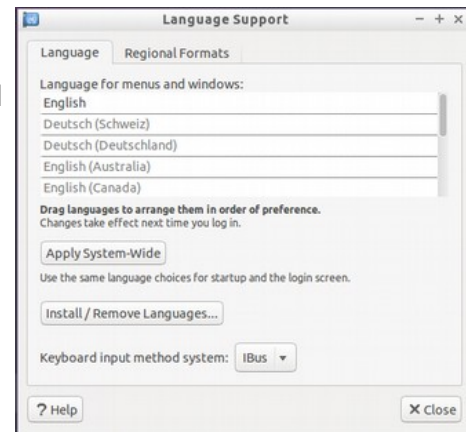 Language Support
Language Regional Formats
Language for menus and windows:
English
Deutsch (Schweiz)
Deutsch (Deutschland)
English (Australia)
English (Canada)
Drag languages to arrange them in order of preference.
Changes take effect next time you log in.
Apply System-Wide
Use the same language choices for startup and the login screen.
Install / Remove Languages...
Keyboard input method system: IBus
? Help
Close